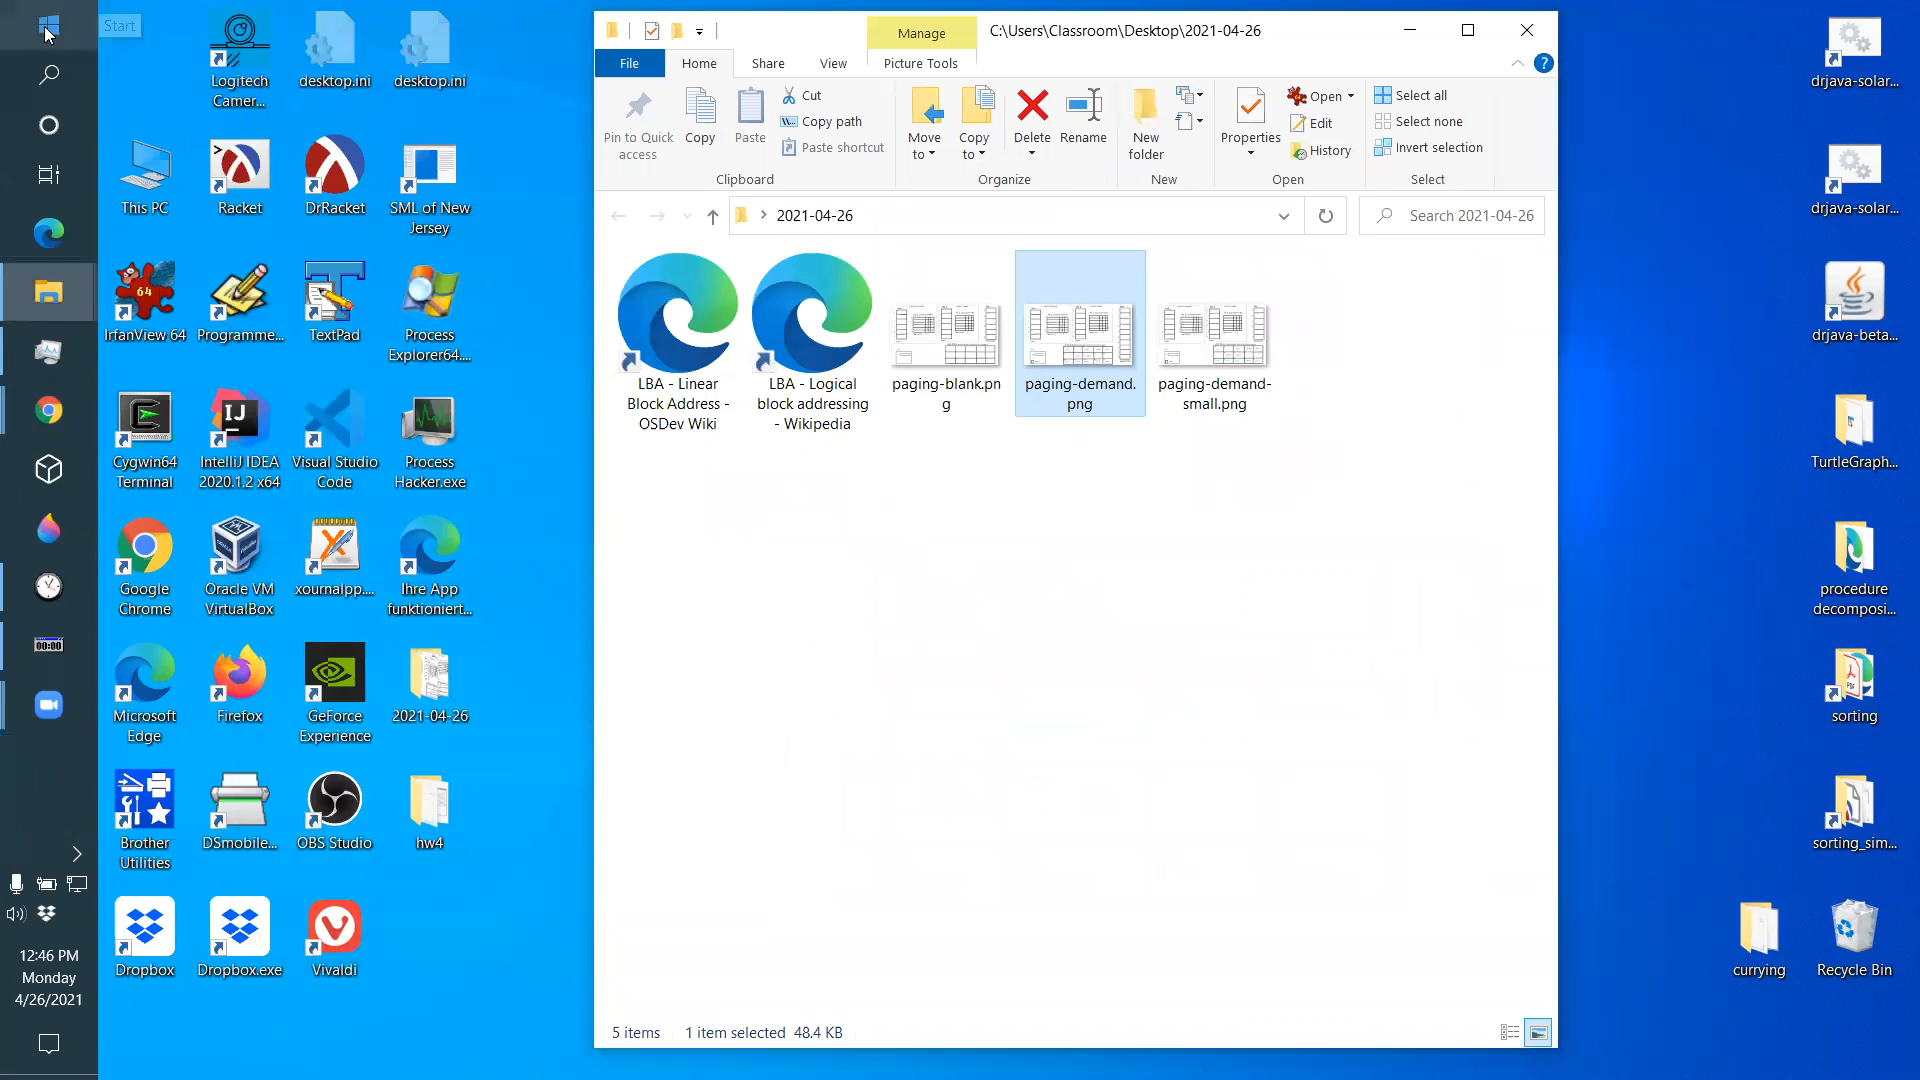 Start
Logitech
Camer...
desktop.ini
desktop.ini
This PC
Racket
DrRacket
SML of New
Jersey
IrfanView 64
Programme...
TextPad
Process
Explorer64....
Cygwin64
Terminal
IntelliJ IDEA
2020.1.2 x64
Visual Studio
Code
Process
Hacker.exe
Google
Chrome
Oracle VM
VirtualBox
xournalpp....
Ihre App
funktioniert...
Microsoft
Edge
Firefox
GeForce
Experience
2021-04-26
Brother
Utilities
DSmobile...
OBS Studio
hw4
Dropbox
Dropbox.exe
Vivaldi
00:00
12:46 PM
Monday
4/26/2021
Manage
C:\Users\Classroom\Desktop\2021-04-26
File
Home
Share
View
Picture Tools
Pin to Quick
access
Copy
Paste
Cut
Copy path
Paste shortcut
Clipboard
Move
to
Copy
to
Delete
Rename
Organize
New
folder
New
Properties
Open
Edit
History
Open
Select all
Select none
Invert selection
Select
2021-04-26
Search 2021-04-26
LBA - Linear
Block Address -
OSDev Wiki
LBA - Logical
block addressing
- Wikipedia
paging-blank.pn
g
paging-demand.
png
paging-demand-
small.png
5 items
1 item selected 48.4 KB
drjava-solar...
drjava-solar...
drjava-beta...
TurtleGraph...
procedure
decomposi...
sorting
sorting_sim...
currying
Recycle Bin